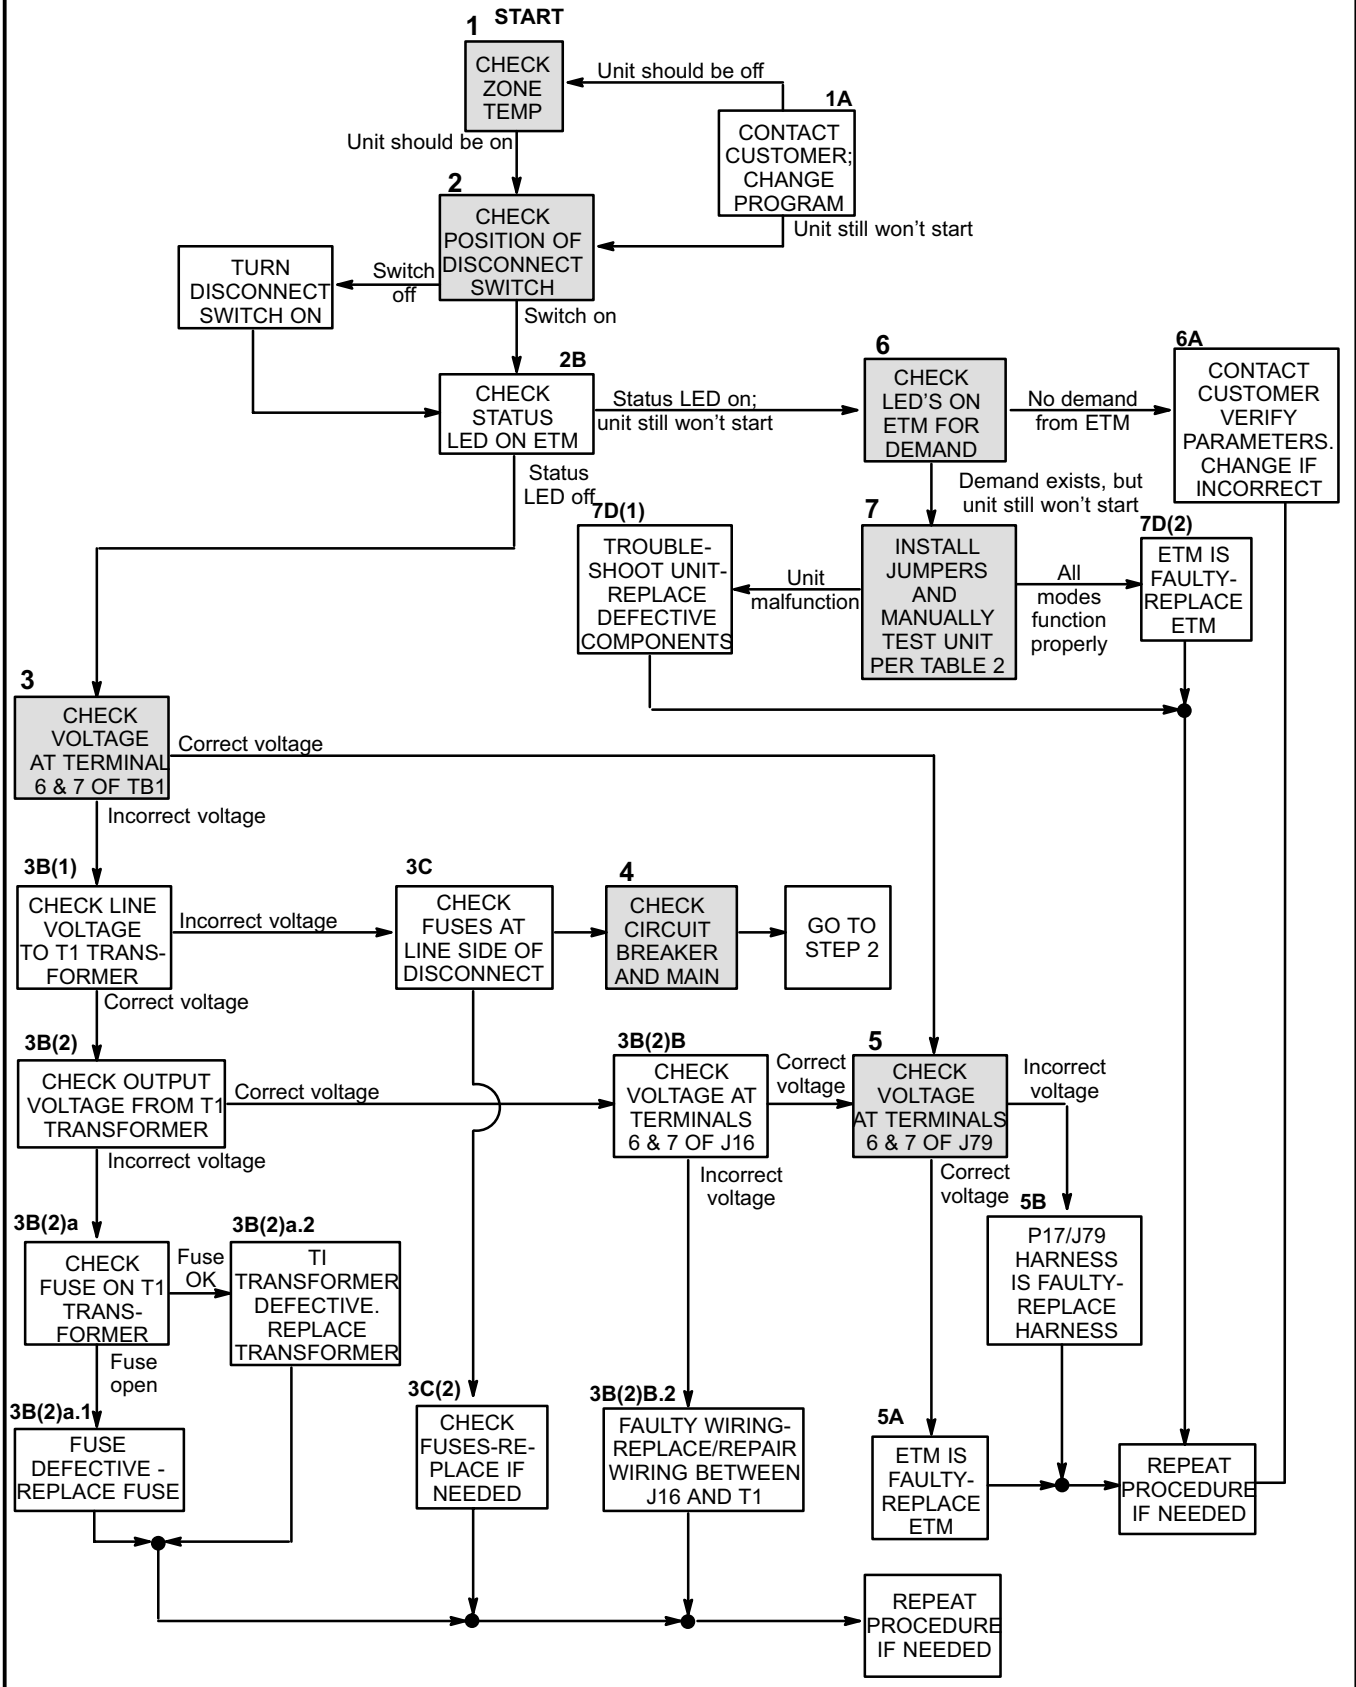 1 START
CHECK
ZONE
TEMP
Unit should be off
1A
CONTACT
CUSTOMER;
CHANGE
PROGRAM
Unit should be on
Unit still won't start
2
CHECK
POSITION OF
DISCONNECT
SWITCH
Switch
off
TURN
DISCONNECT
SWITCH ON
Switch on
2B
CHECK
STATUS
LED ON ETM
Status LED on;
unit still won't start
6
CHECK
LED'S ON
ETM FOR
DEMAND
No demand
from ETM
6A
CONTACT
CUSTOMER
VERIFY
PARAMETERS.
CHANGE IF
INCORRECT
Status
LED off
Demand exists, but
unit still won't start
7D(1)
TROUBLE-
SHOOT UNIT-
REPLACE
DEFECTIVE
COMPONENTS
Unit
malfunction
7
INSTALL
JUMPERS
AND
MANUALLY
TEST UNIT
PER TABLE 2
All
modes
function
properly
7D(2)
ETM IS
FAULTY-
REPLACE
ETM
3
CHECK
VOLTAGE
AT TERMINAL
6 & 7 OF TB1
Correct voltage
Incorrect voltage
3B(1)
CHECK LINE
VOLTAGE
TO T1 TRANS-
FORMER
Incorrect voltage
3C
CHECK
FUSES AT
LINE SIDE OF
DISCONNECT
4
CHECK
CIRCUIT
BREAKER
AND MAIN
GO TO
STEP 2
Correct voltage
3B(2)
CHECK OUTPUT
VOLTAGE FROM T1
TRANSFORMER
Correct voltage
3B(2)B
CHECK
VOLTAGE AT
TERMINALS
6 & 7 OF J16
Correct
voltage
5
CHECK
VOLTAGE
AT TERMINALS
6 & 7 OF J79
Incorrect
voltage
Incorrect voltage
Incorrect
voltage
Correct
voltage
3B(2)a
CHECK
FUSE ON T1
TRANS-
FORMER
Fuse
OK
3B(2)a.2
TI
TRANSFORMER
DEFECTIVE.
REPLACE
TRANSFORMER
5B
P17/J79
HARNESS
IS FAULTY-
REPLACE
HARNESS
Fuse
open
3B(2)a.1
FUSE
DEFECTIVE -
REPLACE FUSE
3C(2)
CHECK
FUSES-RE-
PLACE IF
NEEDED
3B(2)B.2
FAULTY WIRING-
REPLACE/REPAIR
WIRING BETWEEN
J16 AND T1
5A
ETM IS
FAULTY-
REPLACE
ETM
REPEAT
PROCEDURE
IF NEEDED
REPEAT
PROCEDURE
IF NEEDED